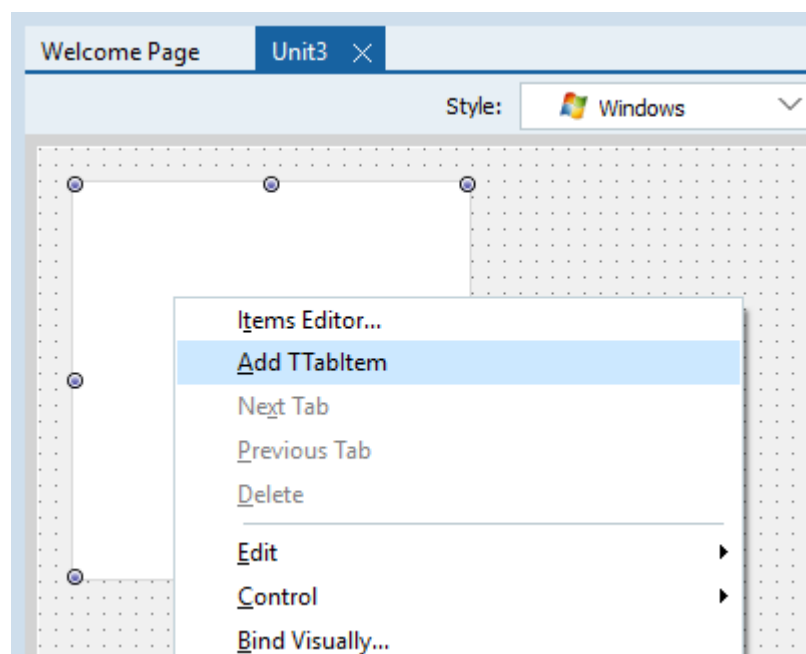 Welcome Page
Unit3
Style:
Windows
Items Editor...
Add TTabItem
Next Tab
Previous Tab
Delete
Edit
Control
Bind Visually...